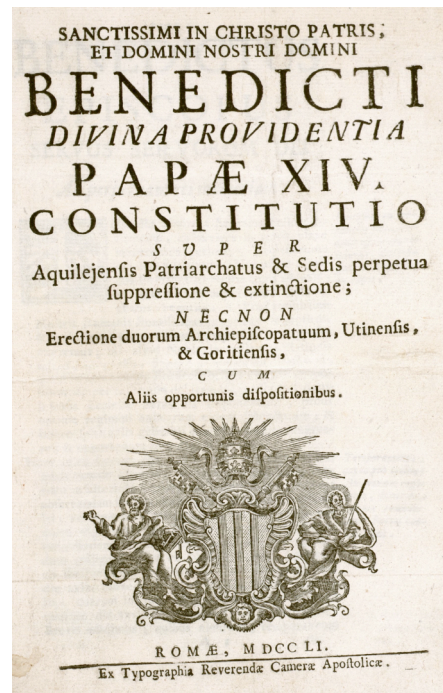 SANCTISSIMI IN CHRISTO PATRIS,
ET DOMINI NOSTRI DOMINI
BENEDICTI
DIVINA PROVIDENTIA
PAPÆ XIV.
CONSTITUTIO
SVPER
Aquilejenſis Patriarchatus & Sedis perpetua
ſuppreſſione & extinctione;
NECNON
Erectione duorum Archiepiſcopatuum, Utinenſis,
& Goritienſis,
CUM
Aliis opportunis diſpoſitionibus.
ROMÆ, MDCCLI.
Ex Typographia Reverendæ Cameræ Apoſtolicæ.